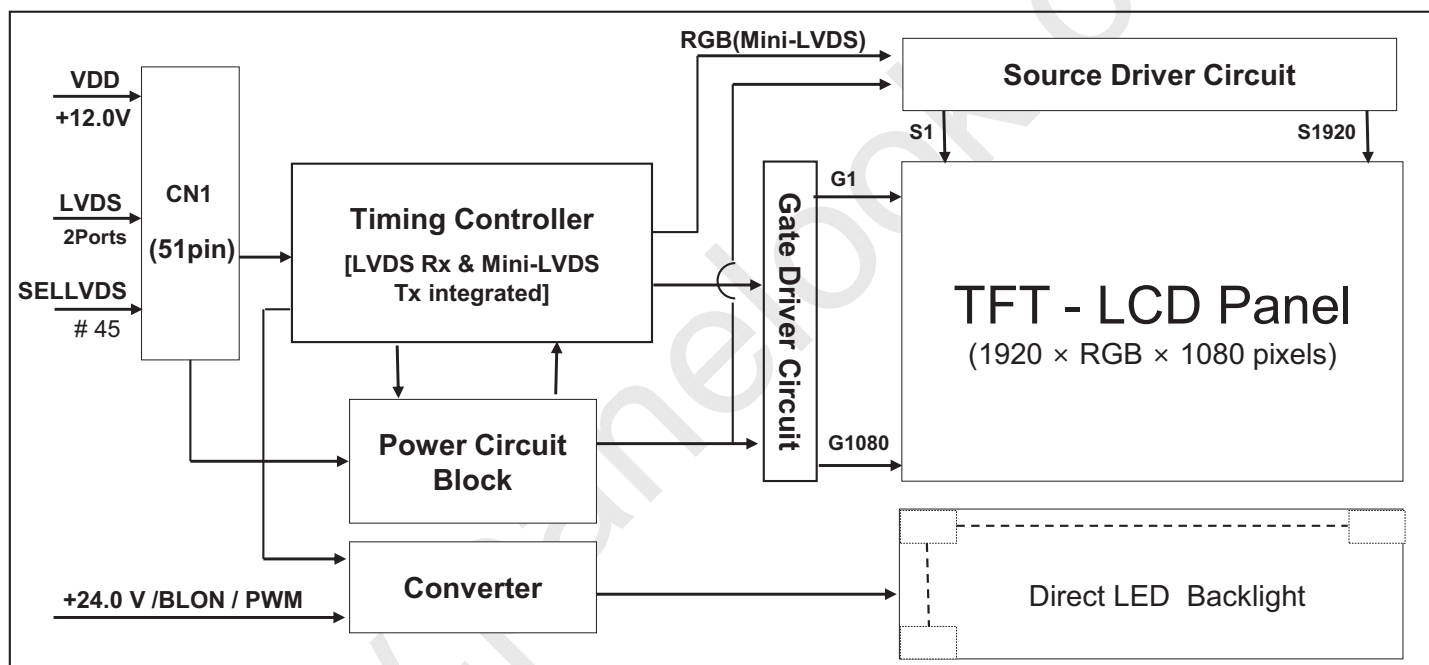 RGB(Mini-LVDS)
Source Driver Circuit
VDD
+12.0V
S1
S1920
CN1
(51pin)
LVDS
2Ports
SELLVDS
# 45
Timing Controller
[LVDS Rx & Mini-LVDS
Tx integrated]
Gate Driver Circuit
G1
G1080
TFT - LCD Panel
(1920 × RGB × 1080 pixels)
Power Circuit
Block
Converter
+24.0 V /BLON / PWM
Direct LED Backlight